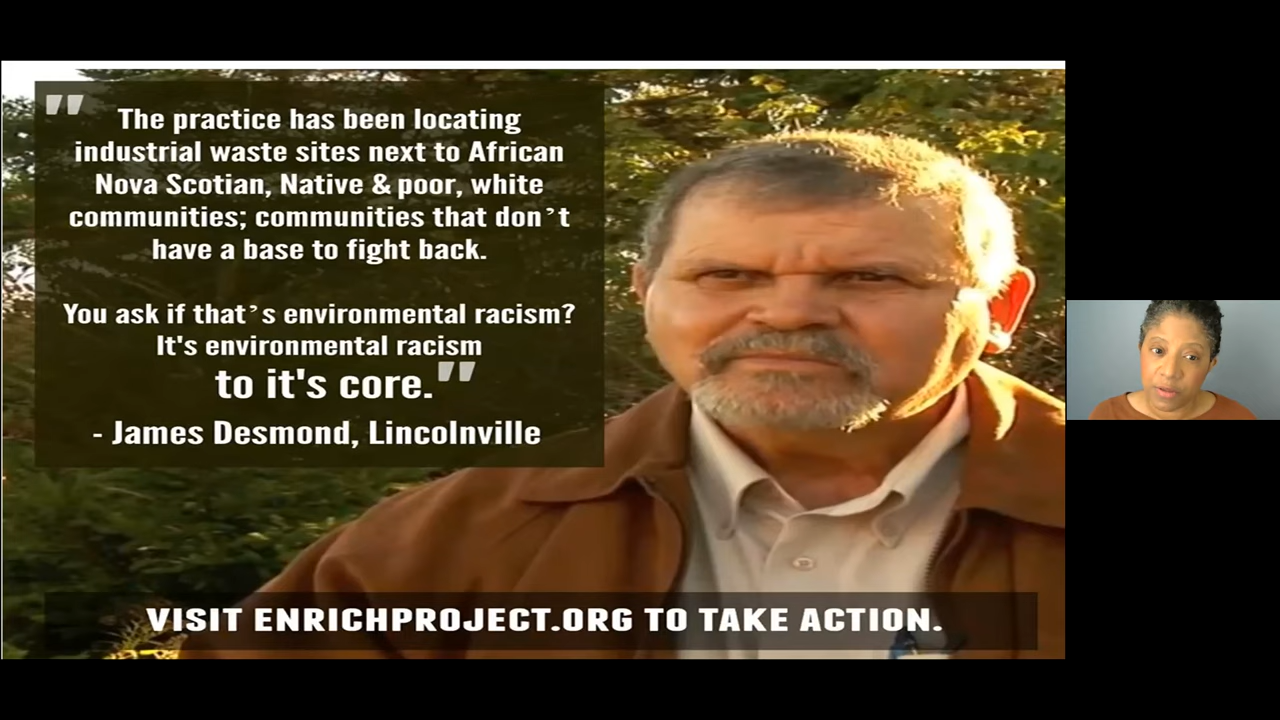 "
The practice has been locating
industrial waste sites next to African
Nova Scotian, Native & poor, white
communities; communities that don’t
have a base to fight back.
You ask if that’s environmental racism?
It's environmental racism
to it's core."
- James Desmond, Lincolnville
VISIT ENRICHPROJECT.ORG TO TAKE ACTION.